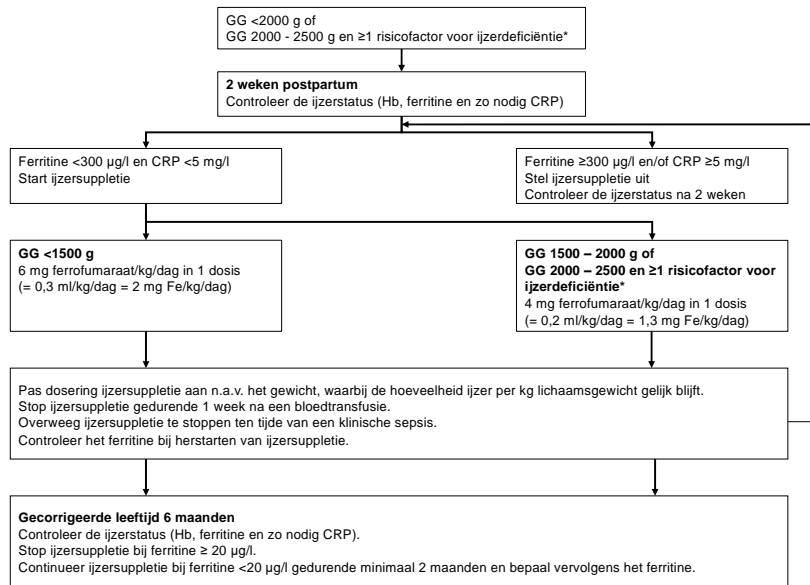 GG <2000 g of
GG 2000 - 2500 g en ≥1 risicofactor voor ijzerdeficiëntie*
2 weken postpartum
Controleer de ijzerstatus (Hb, ferritine en zo nodig CRP)
Ferritine <300 µg/l en CRP <5 mg/l
Start ijzersuppletie
Ferritine ≥300 µg/l en/of CRP ≥5 mg/l
Stel ijzersuppletie uit
Controleer de ijzerstatus na 2 weken
GG <1500 g
6 mg ferrofumaraat/kg/dag in 1 dosis
(= 0,3 ml/kg/dag = 2 mg Fe/kg/dag)
GG 1500 – 2000 g of
GG 2000 – 2500 en ≥1 risicofactor voor
ijzerdeficiëntie*
4 mg ferrofumaraat/kg/dag in 1 dosis
(= 0,2 ml/kg/dag = 1,3 mg Fe/kg/dag)
Pas dosering ijzersuppletie aan n.a.v. het gewicht, waarbij de hoeveelheid ijzer per kg lichaamsgewicht gelijk blijft.
Stop ijzersuppletie gedurende 1 week na een bloedtransfusie.
Overweeg ijzersuppletie te stoppen ten tijde van een klinische sepsis.
Controleer het ferritine bij herstarten van ijzersuppletie.
Gecorrigeerde leeftijd 6 maanden
Controleer de ijzerstatus (Hb, ferritine en zo nodig CRP).
Stop ijzersuppletie bij ferritine ≥ 20 µg/l.
Continueer ijzersuppletie bij ferritine <20 µg/l gedurende minimaal 2 maanden en bepaal vervolgens het ferritine.